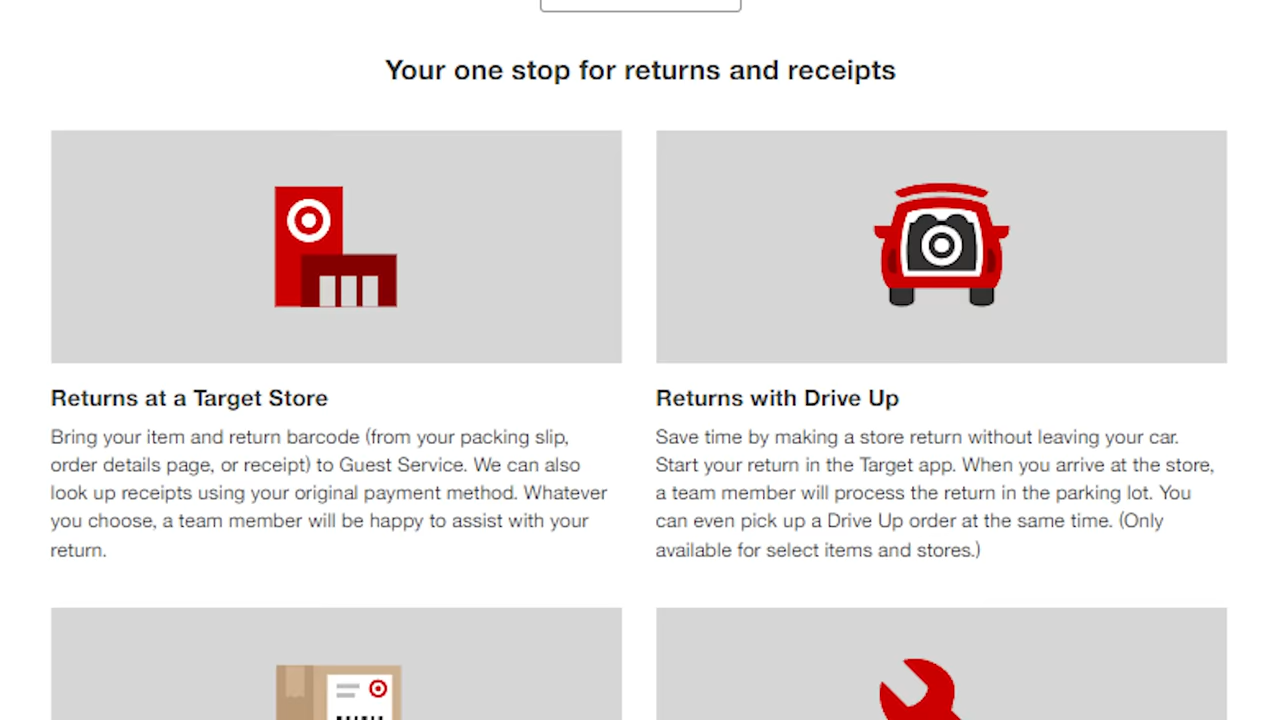 Your one stop for returns and receipts
Returns at a Target Store
Bring your item and return barcode (from your packing slip,
order details page, or receipt) to Guest Service. We can also
look up receipts using your original payment method. Whatever
you choose, a team member will be happy to assist with your
return.
Returns with Drive Up
Save time by making a store return without leaving your car.
Start your return in the Target app. When you arrive at the store,
a team member will process the return in the parking lot. You
can even pick up a Drive Up order at the same time. (Only
available for select items and stores.)